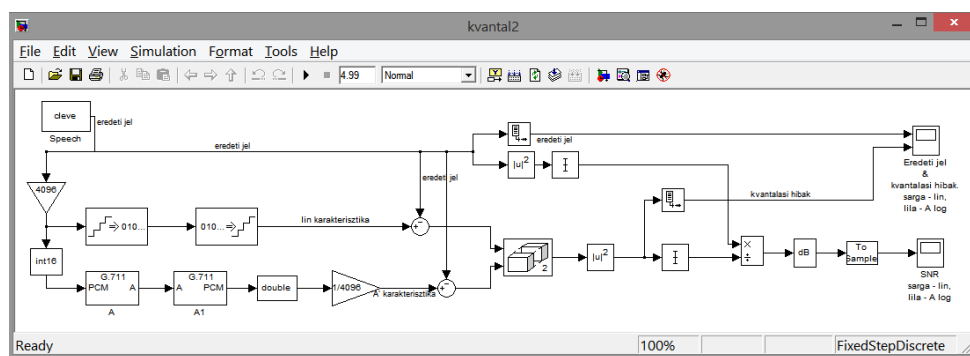 kvantal2
File Edit View Simulation Format Tools Help
4.99 Normal
cleve
Speech
eredeti jel
eredeti jel
eredeti jel
eredeti jel
|u|²
Eredeti jel
&
kvantalasi hibak.
sarga - lin,
lila - A log
4096
kvantalasi hibak
010...
010...
lin karakterisztika
int16
2
|u|²
×
÷
dB
To
Sample
SNR
sarga - lin,
lila - A log
G.711
PCM A
A
G.711
A PCM
A1
double
1/4096
A' karakterisztika
Ready 100% FixedStepDiscrete